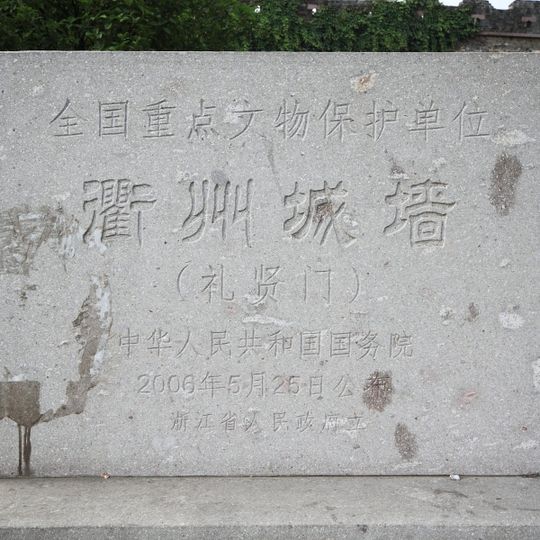 全国重点文物保护单位
衢州城墙
（礼贤门）
中华人民共和国国务院
2006年5月25日公布
浙江省人民政府立